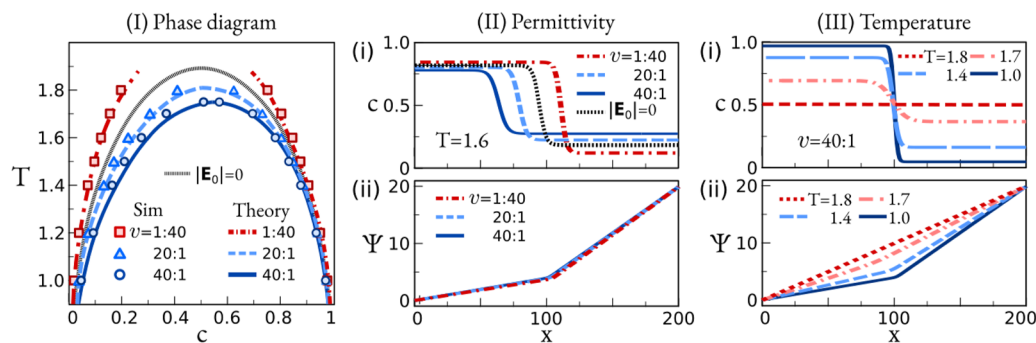 (I) Phase diagram
T
1.8
1.6
1.4
1.2
1.0
|E₀|=0
Sim
Theory
v=1:40
1:40
20:1
20:1
40:1
40:1
0
0.2
0.4
0.6
0.8
1
c
(II) Permittivity
(i)
1.0
c 0.5
0
v=1:40
20:1
40:1
|E₀|=0
T=1.6
(ii)
20
Ψ 10
0
v=1:40
20:1
40:1
0
100
200
x
(III) Temperature
(i)
1.0
c 0.5
0
T=1.8
1.7
1.4
1.0
v=40:1
(ii)
20
Ψ 10
0
T=1.8
1.7
1.4
1.0
0
100
200
x